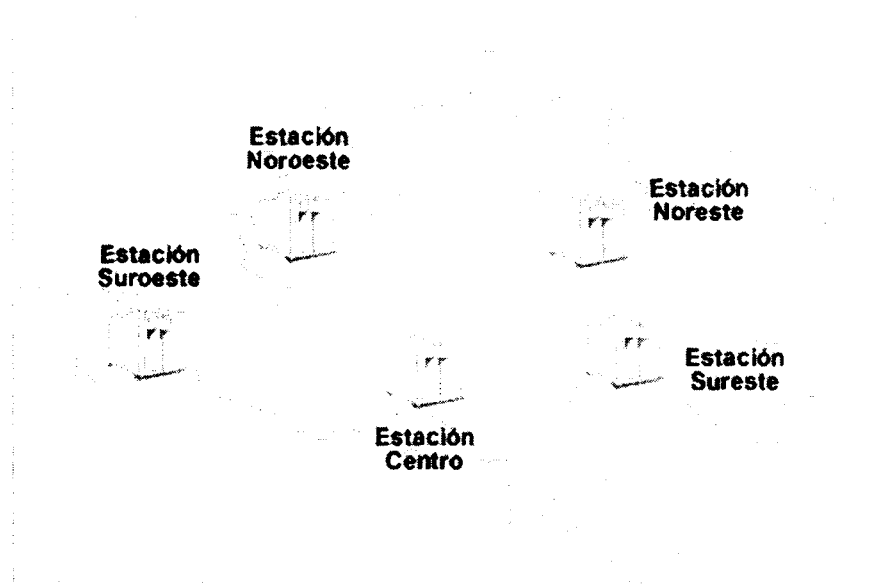 Estación
Noroeste
Estación
Noreste
Estación
Suroeste
Estación
Sureste
Estación
Centro